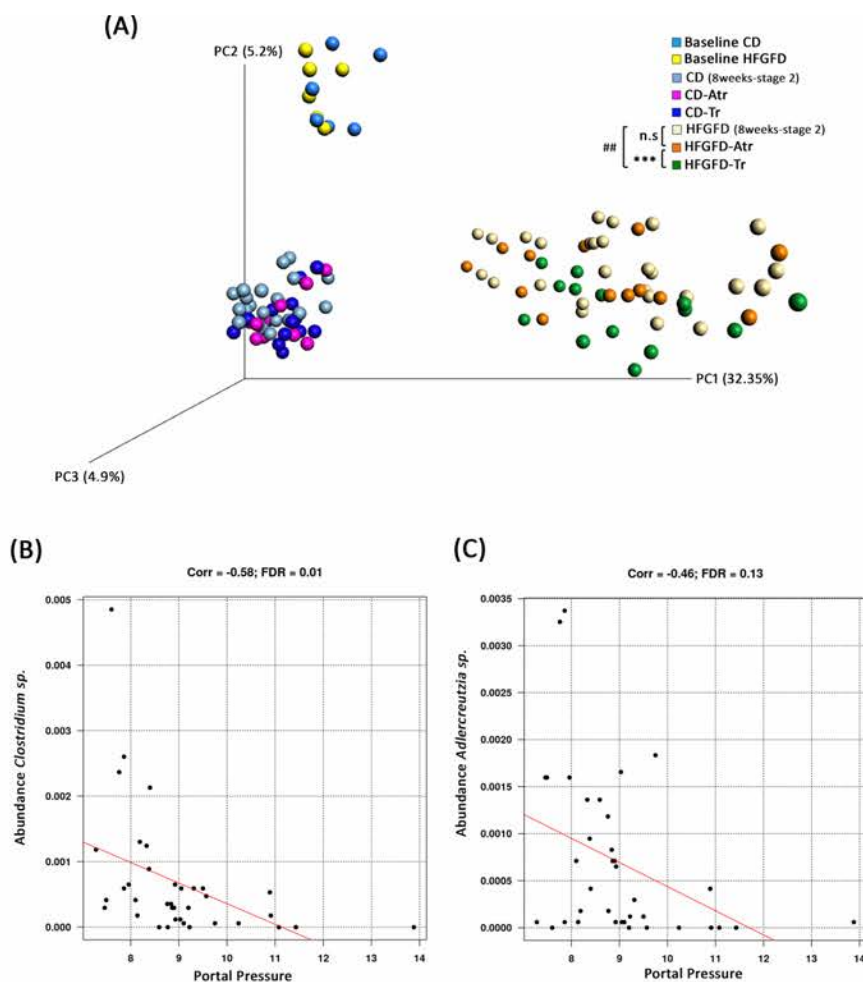 (A)
PC2 (5.2%)
Baseline CD
Baseline HFGFD
CD (8weeks-stage 2)
CD-Atr
CD-Tr
HFGFD (8weeks-stage 2)
HFGFD-Atr
HFGFD-Tr
n.s
##
***
PC1 (32.35%)
PC3 (4.9%)
(B)
Corr = -0.58; FDR = 0.01
Abundance Clostridium sp.
0.005
0.004
0.003
0.002
0.001
0.000
8 9 10 11 12 13 14
Portal Pressure
(C)
Corr = -0.46; FDR = 0.13
Abundance Adlercreutzia sp.
0.0035
0.0030
0.0025
0.0020
0.0015
0.0010
0.0005
0.0000
8 9 10 11 12 13 14
Portal Pressure